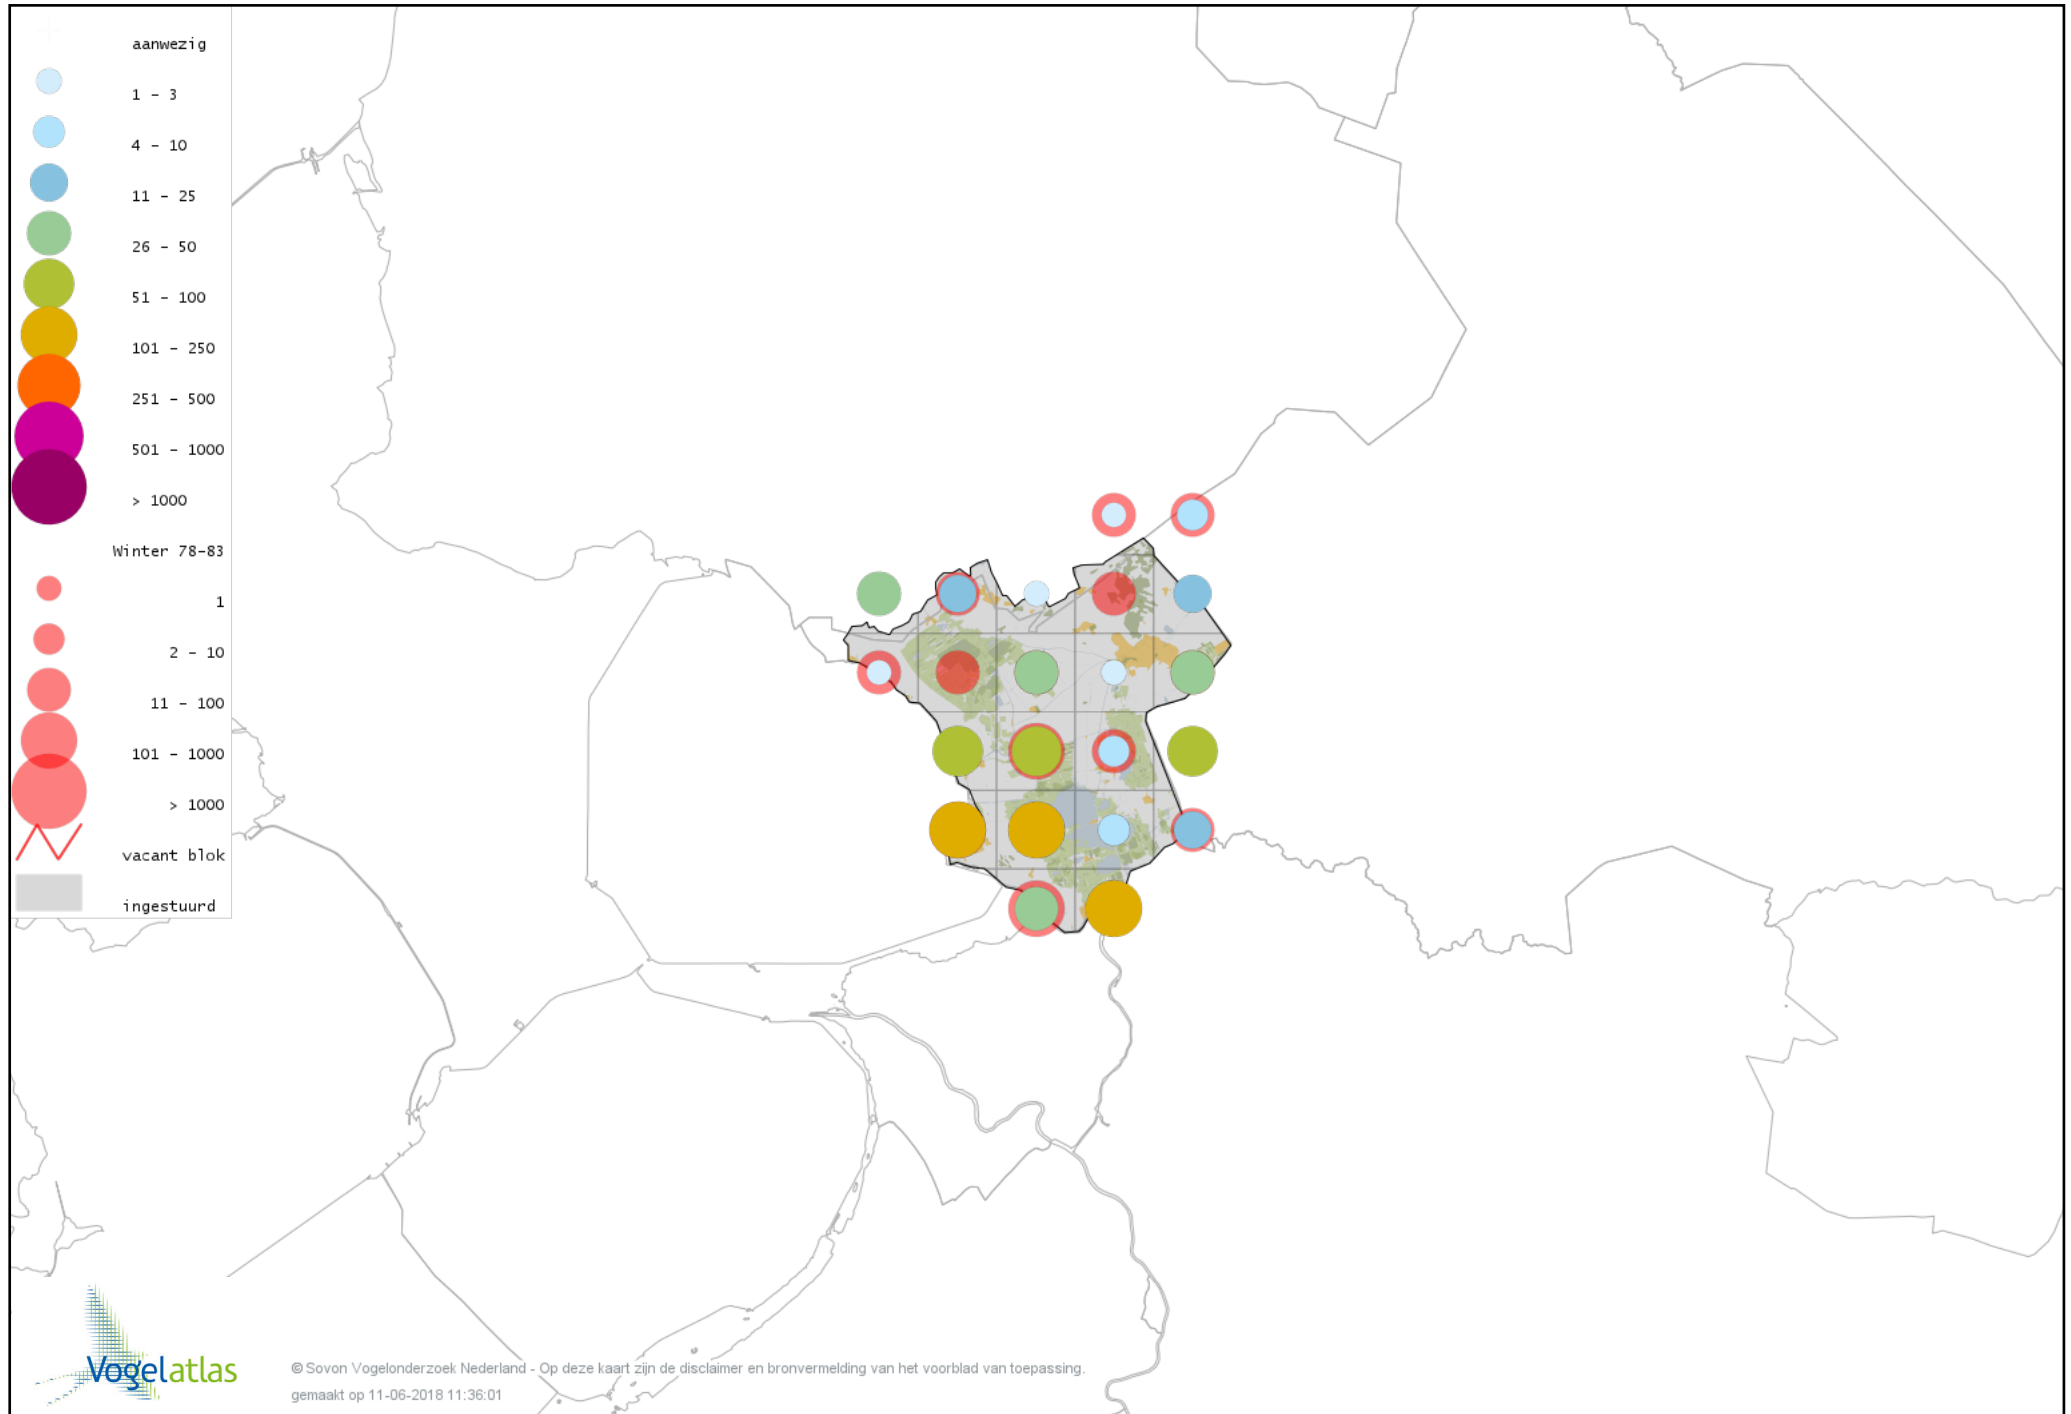 aanwezig
1 - 3
4 - 10
11 - 25
26 - 50
51 - 100
101 - 250
251 - 500
501 - 1000
> 1000
Winter 78-83
1
2 - 10
11 - 100
101 - 1000
> 1000
vacant blok
ingestuurd
Vogelatlas
© Sovon Vogelonderzoek Nederland - Op deze kaart zijn de disclaimer en bronvermelding van het voorblad van toepassing.
gemaakt op 11-06-2018 11:36:01